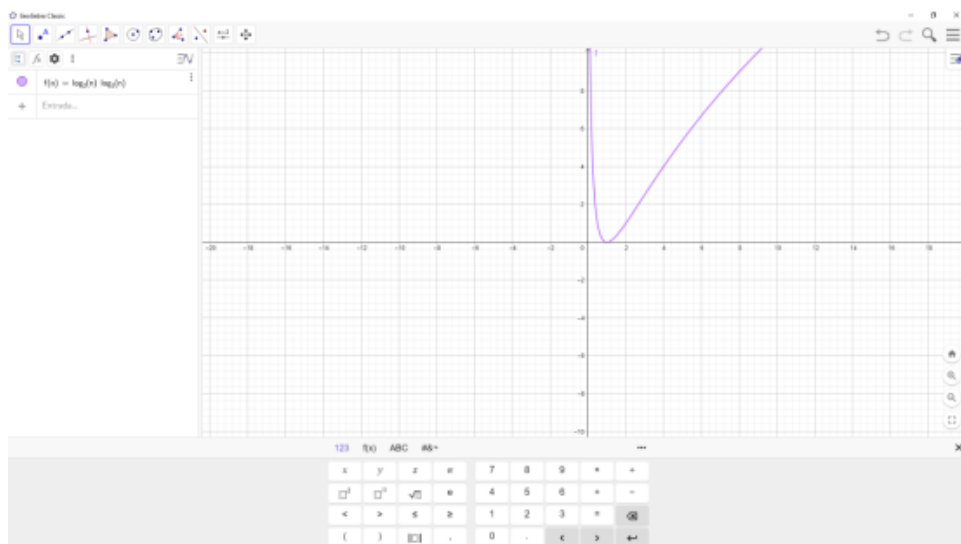 GeoGebra Classic
f(n) = log₂(n) log₂(n)
Entrada...
f
8
6
4
2
-20 -18 -16 -14 -12 -10 -8 -6 -4 -2 0 2 4 6 8 10 12 14 16 18
-2
-4
-6
-8
-10
123 f(x) ABC #&¬
x y z π 7 8 9 × ÷
√ e 4 5 6 + −
< > ≤ ≥ 1 2 3 =
( ) , 0 .